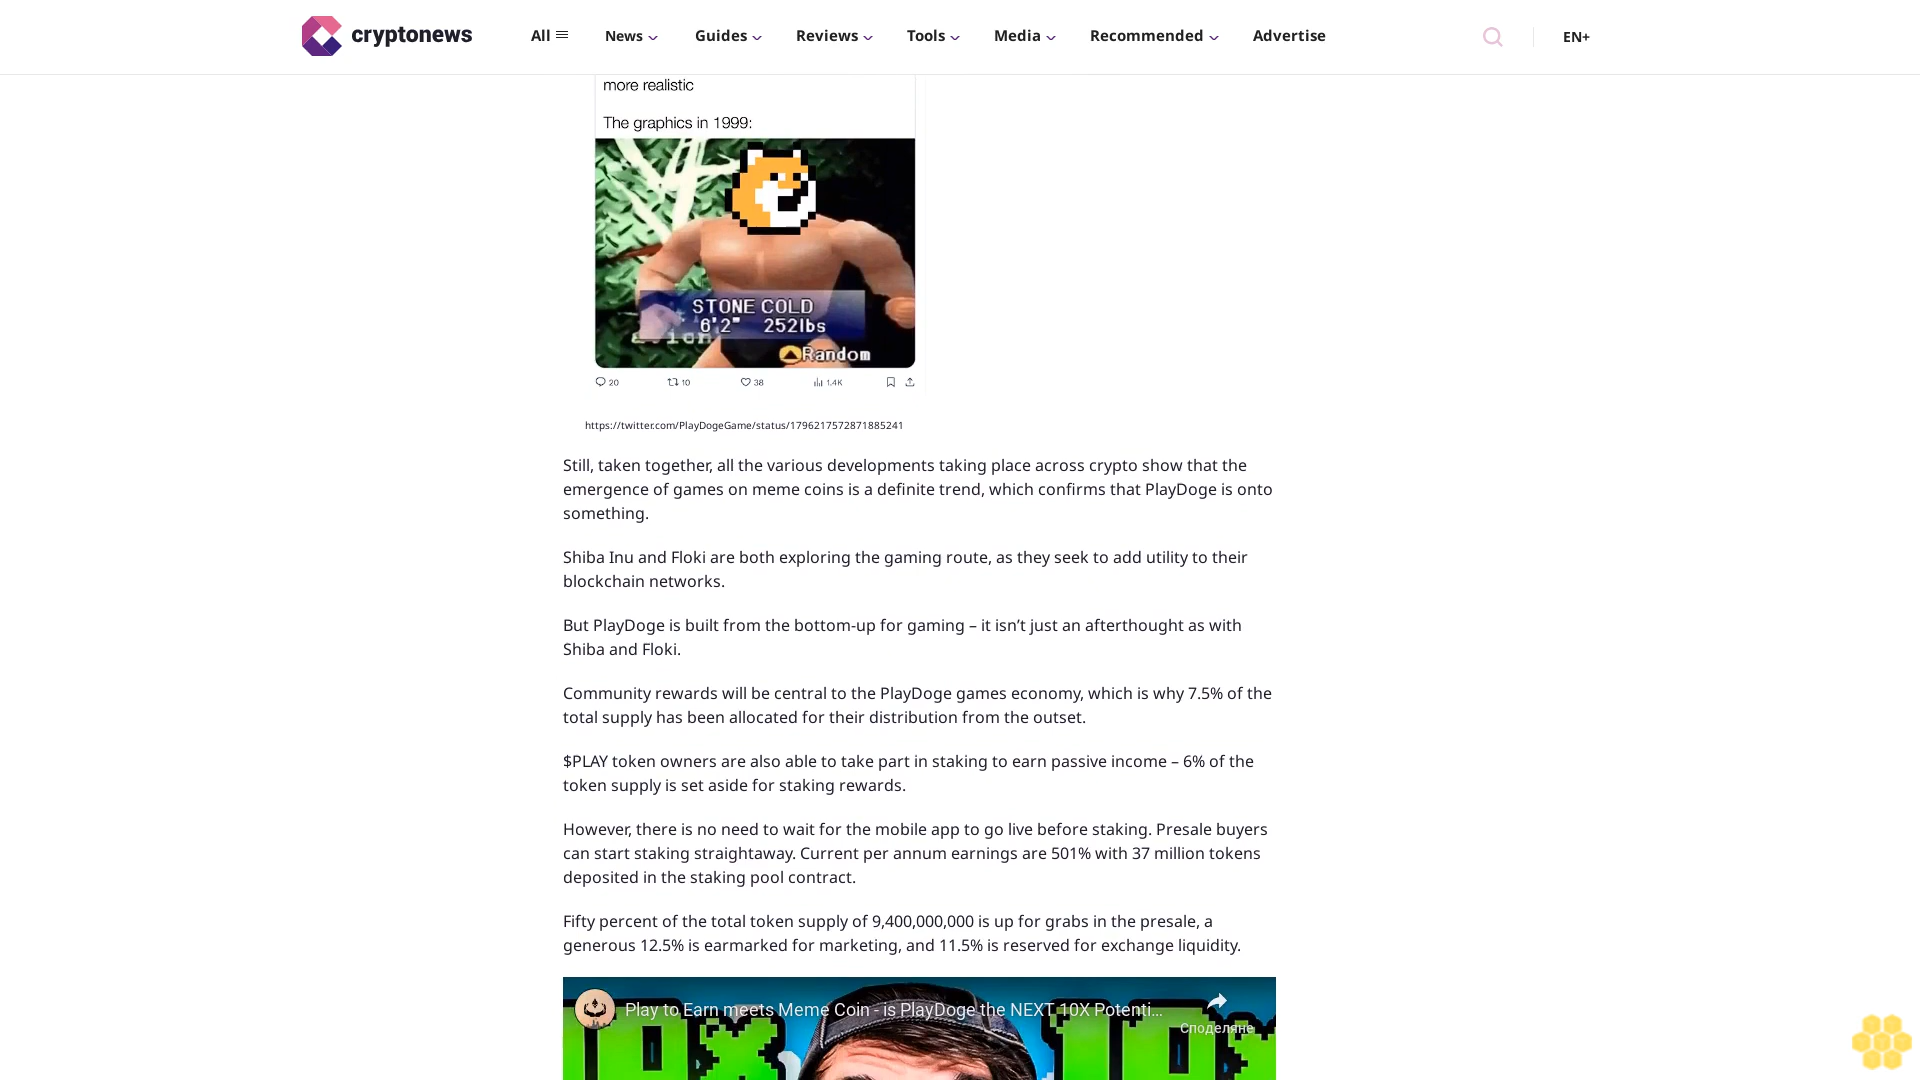 cryptonews
All
News
Guides
Reviews
Tools
Media
Recommended
Advertise
EN+
more realistic
The graphics in 1999:
STONE COLD
6'2" 252lbs
Random
20 10 38 1.4K
https://twitter.com/PlayDogeGame/status/1796217572871885241
Still, taken together, all the various developments taking place across crypto show that the
emergence of games on meme coins is a definite trend, which confirms that PlayDoge is onto
something.
Shiba Inu and Floki are both exploring the gaming route, as they seek to add utility to their
blockchain networks.
But PlayDoge is built from the bottom-up for gaming – it isn’t just an afterthought as with
Shiba and Floki.
Community rewards will be central to the PlayDoge games economy, which is why 7.5% of the
total supply has been allocated for their distribution from the outset.
$PLAY token owners are also able to take part in staking to earn passive income – 6% of the
token supply is set aside for staking rewards.
However, there is no need to wait for the mobile app to go live before staking. Presale buyers
can start staking straightaway. Current per annum earnings are 501% with 37 million tokens
deposited in the staking pool contract.
Fifty percent of the total token supply of 9,400,000,000 is up for grabs in the presale, a
generous 12.5% is earmarked for marketing, and 11.5% is reserved for exchange liquidity.
Play to Earn meets Meme Coin - is PlayDoge the NEXT 10X Potenti...
Споделяне